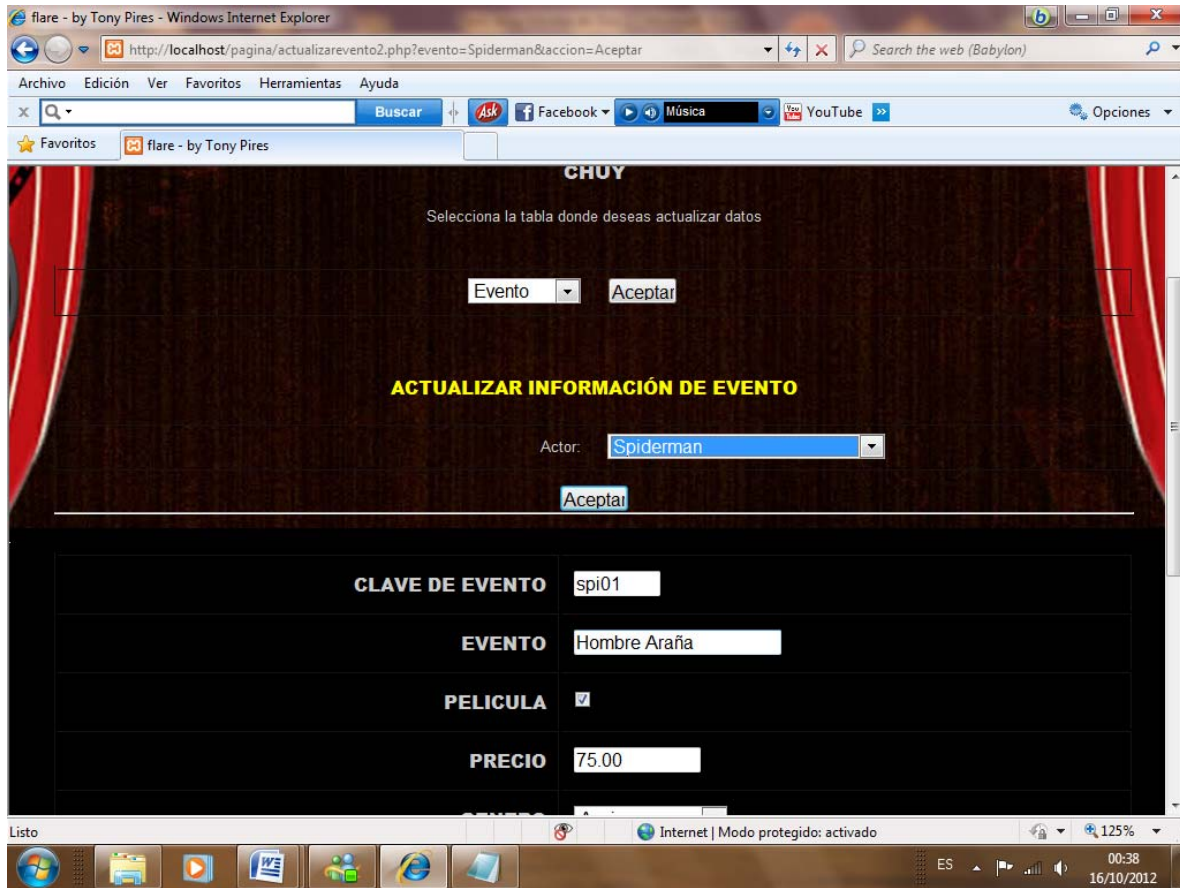 flare - by Tony Pires - Windows Internet Explorer
http://localhost/pagina/actualizarevento2.php?evento=Spiderman&accion=Aceptar
Search the web (Babylon)
Archivo Edición Ver Favoritos Herramientas Ayuda
Buscar Ask Facebook Música YouTube Opciones
Favoritos flare - by Tony Pires
CHUY
Selecciona la tabla donde deseas actualizar datos
Evento Aceptar
ACTUALIZAR INFORMACIÓN DE EVENTO
Actor: Spiderman
Aceptar
CLAVE DE EVENTO spi01
EVENTO Hombre Araña
PELICULA
PRECIO 75.00
Listo Internet | Modo protegido: activado 125%
ES 00:38
16/10/2012